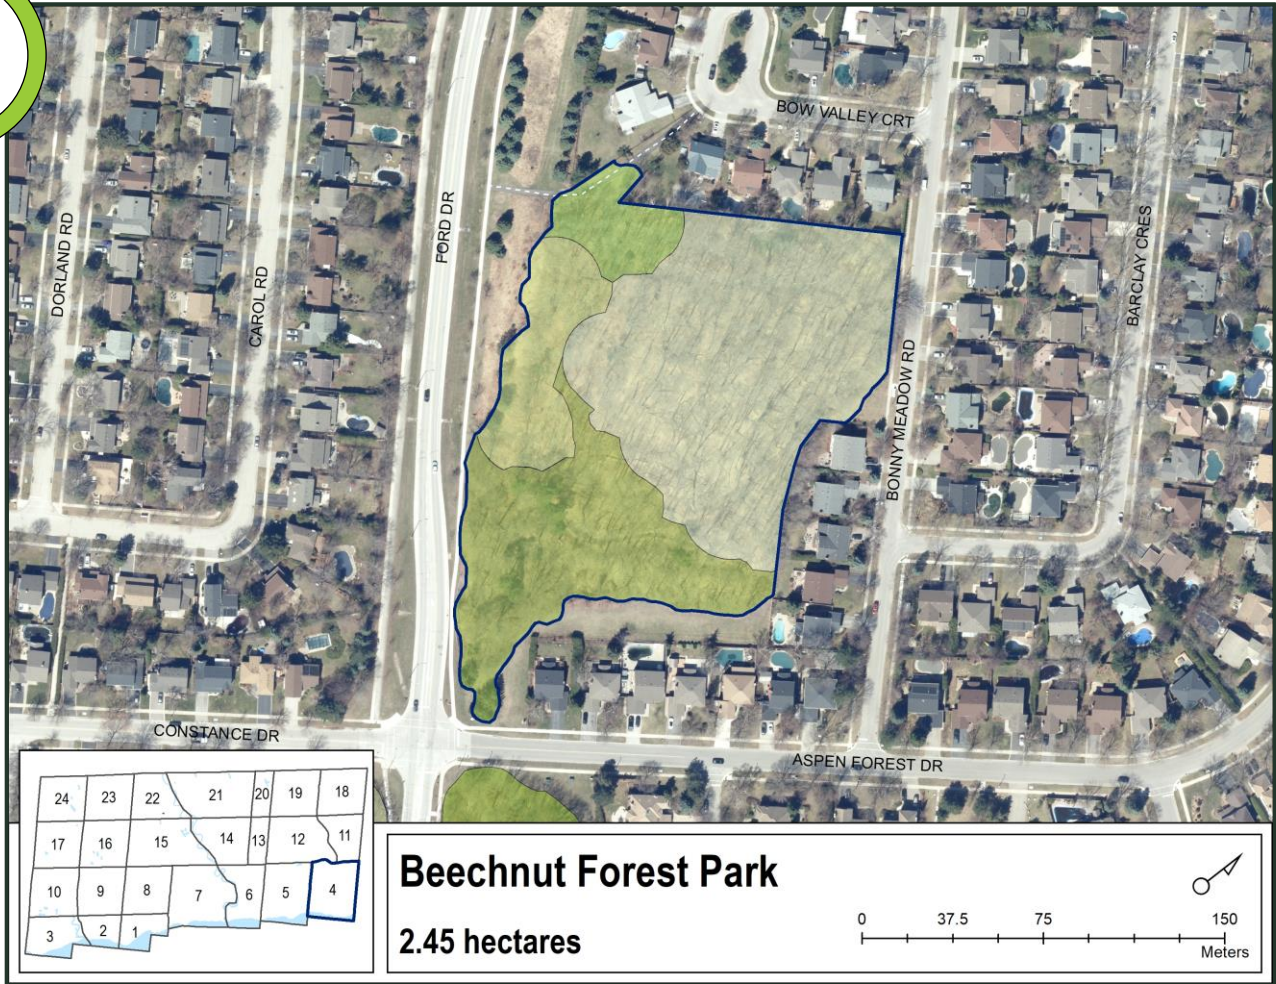 BOW VALLEY CRT
FORD DR
DORLAND RD
CAROL RD
BARCLAY CRES
BONNY MEADOW RD
CONSTANCE DR
ASPEN FOREST DR
24 23 22 21 20 19 18
17 16 15 14 13 12 11
10 9 8 7 6 5 4
3 2 1
Beechnut Forest Park
2.45 hectares
0 37.5 75 150
Meters